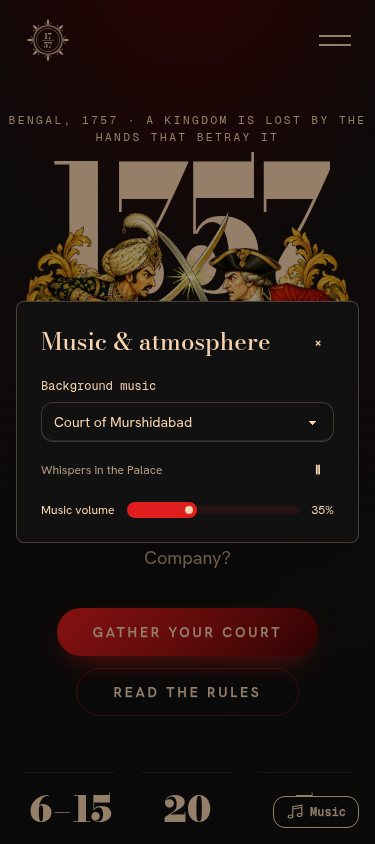 17
57
BENGAL, 1757 · A KINGDOM IS LOST BY THE
HANDS THAT BETRAY IT
1757
Music & atmosphere
×
Background music
Court of Murshidabad
Whispers in the Palace
Music volume
35%
Company?
GATHER YOUR COURT
READ THE RULES
6–15
20
Music